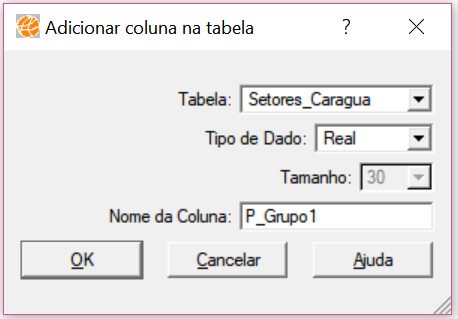 Adicionar coluna na tabela ?
Tabela: Setores_Caragua
Tipo de Dado: Real
Tamanho: 30
Nome da Coluna: P_Grupo1
OK Cancelar Ajuda